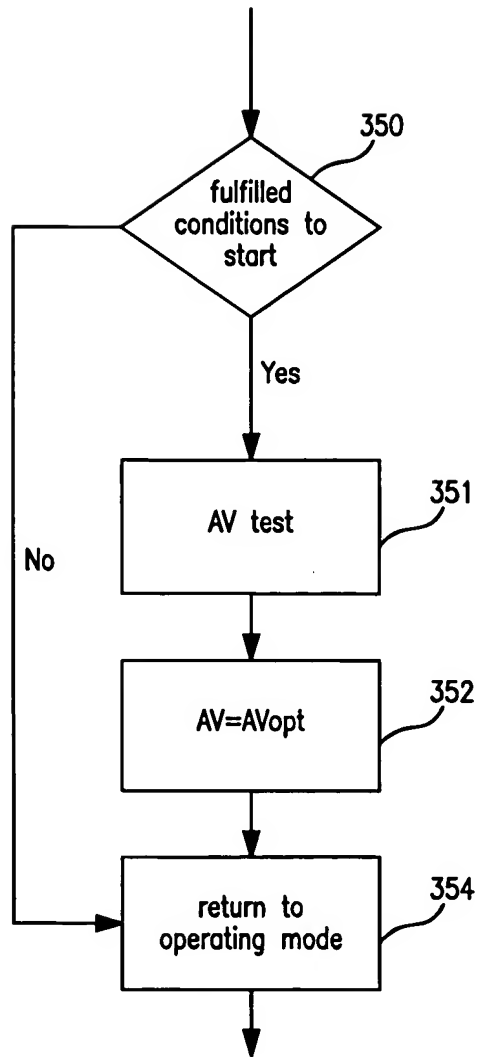 350
fulfilled
conditions to
start
Yes
351
AV test
No
352
AV=AVopt
354
return to
operating mode